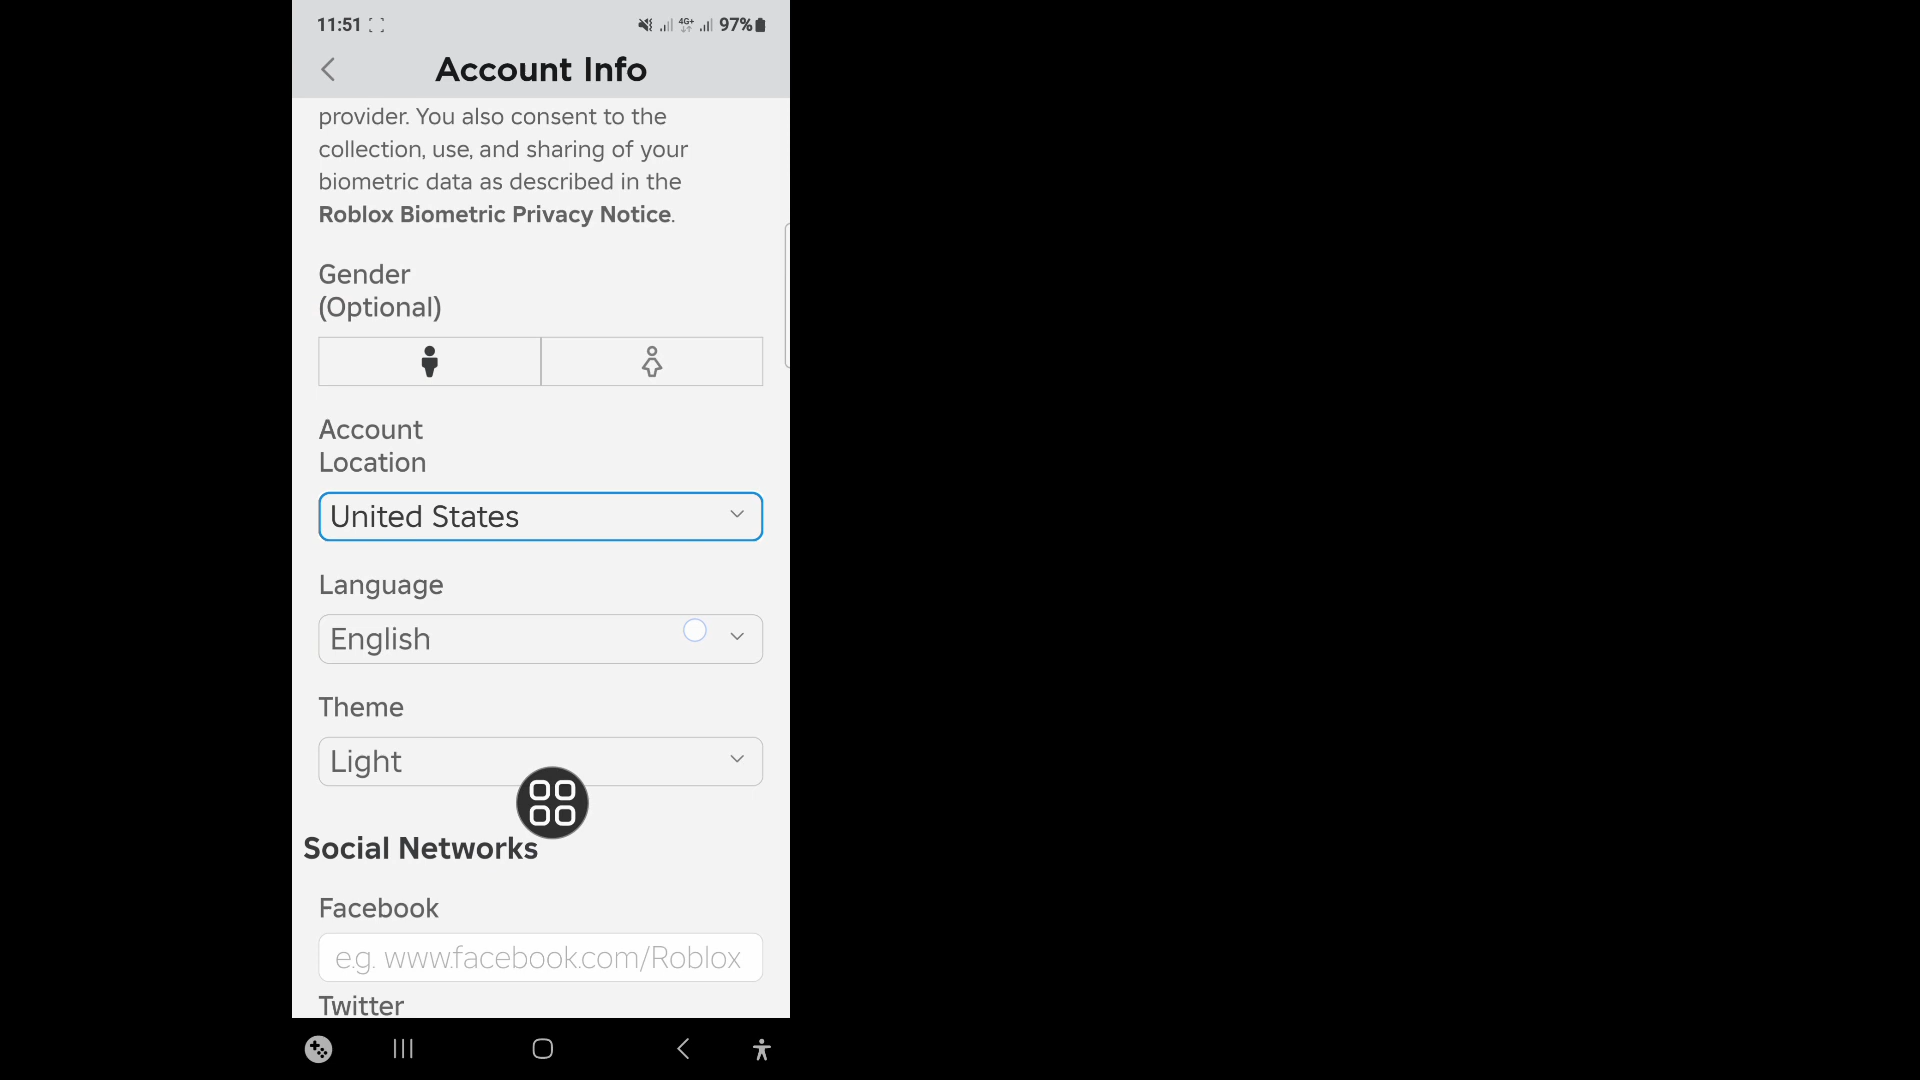 11:51
4G+
97%
Account Info
provider. You also consent to the
collection, use, and sharing of your
biometric data as described in the
Roblox Biometric Privacy Notice.
Gender
(Optional)
Account
Location
United States
Language
English
Theme
Light
Social Networks
Facebook
e.g. www.facebook.com/Roblox
Twitter